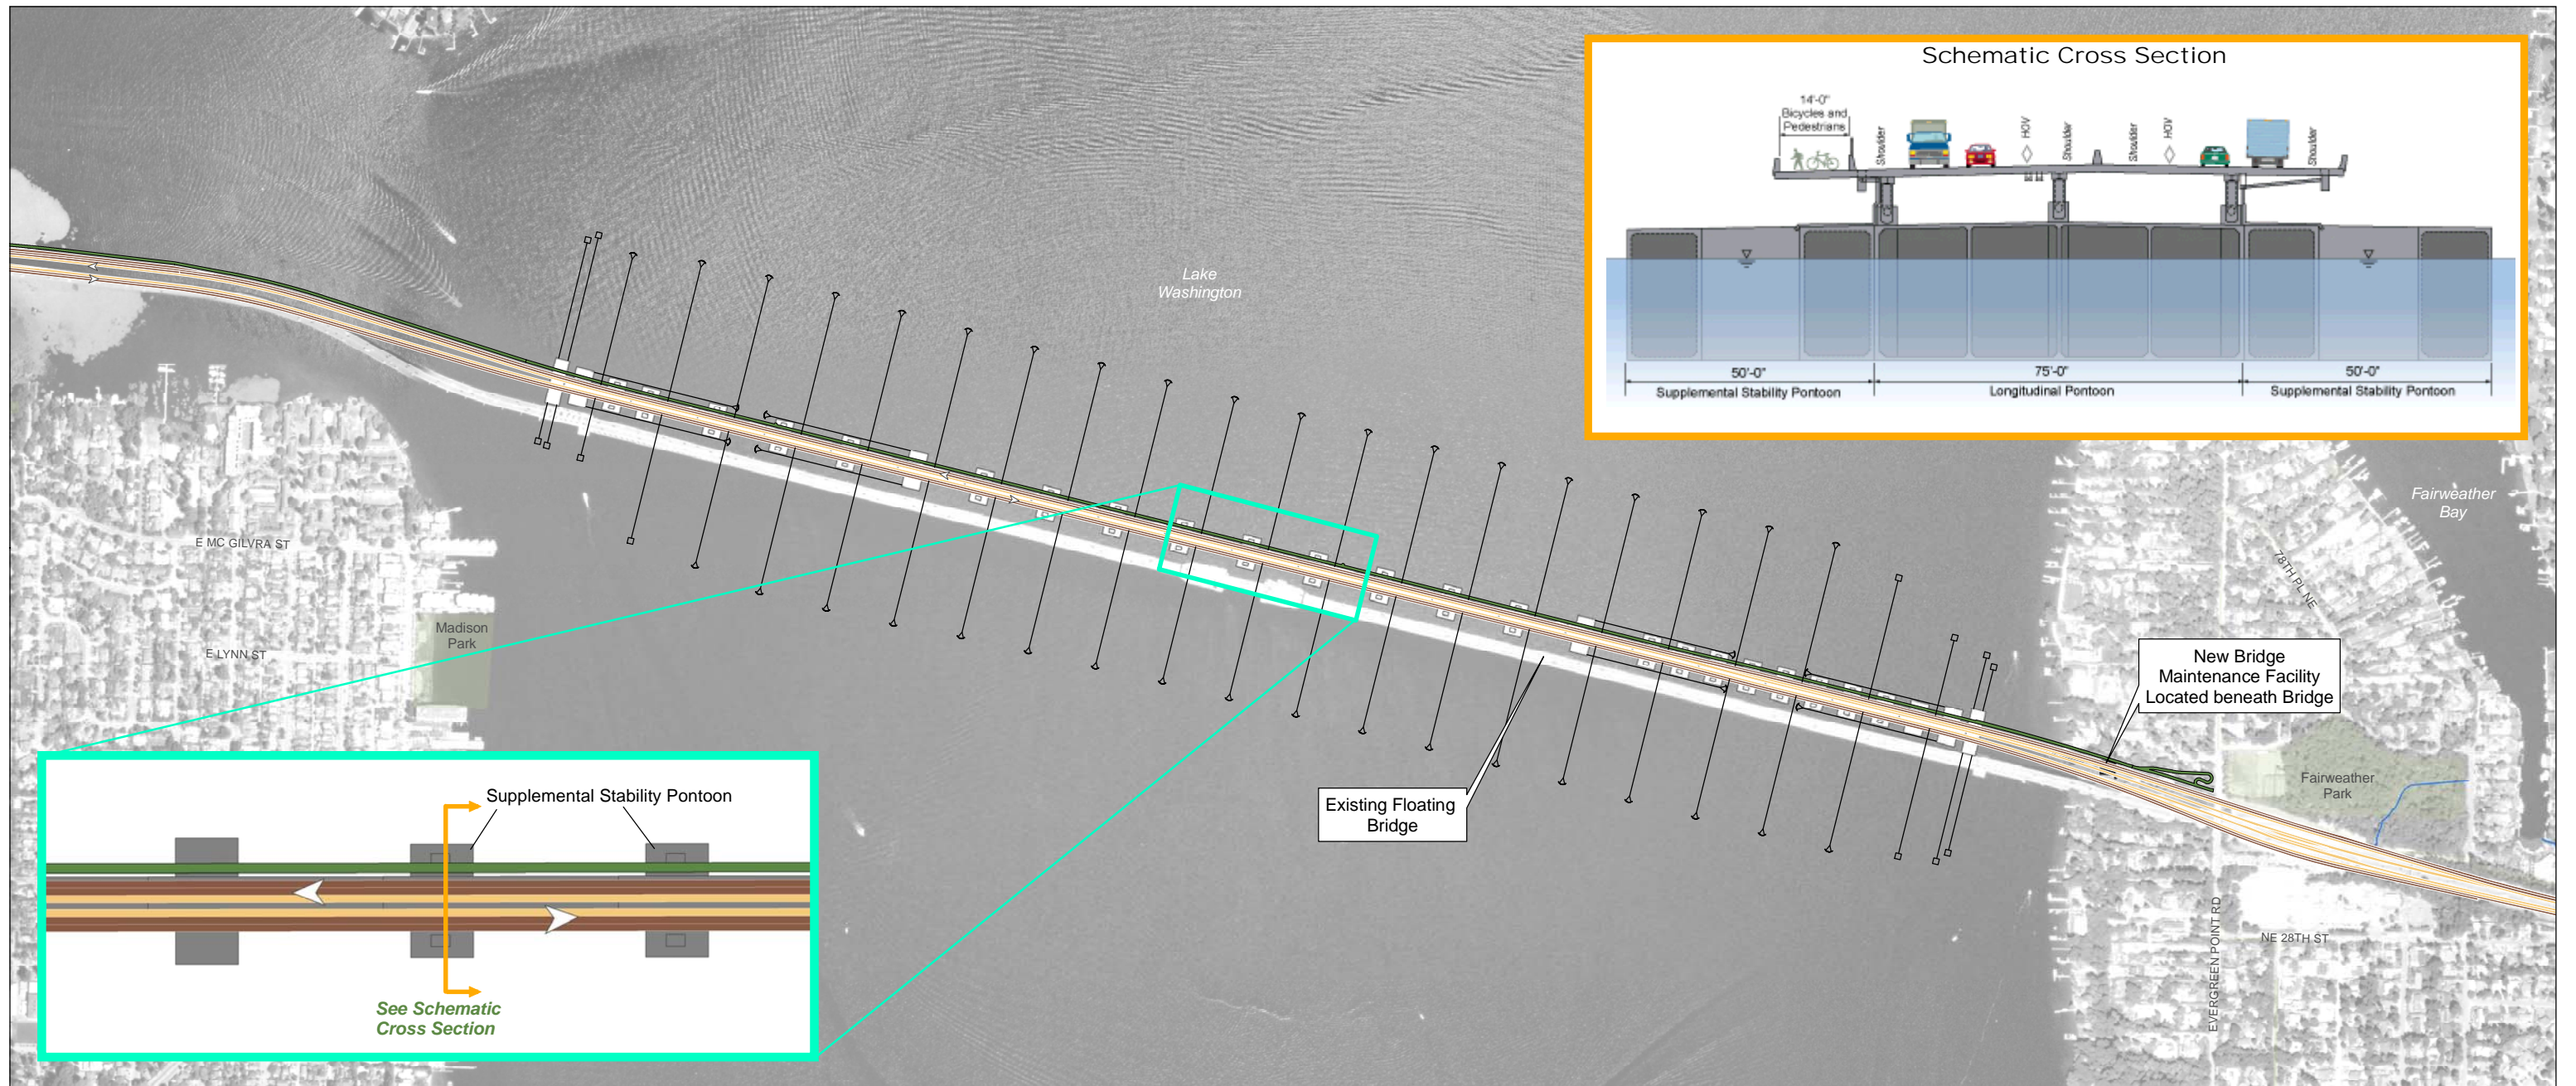 Schematic Cross Section
14'-0"
Bicycles and
Pedestrians
Shoulder
HOV
Shoulder
Shoulder
HOV
Shoulder
50'-0"
75'-0"
50'-0"
Supplemental Stability Pontoon
Longitudinal Pontoon
Supplemental Stability Pontoon
Lake
Washington
Fairweather
Bay
78TH PL NE
E MC GILVRA ST
Madison
Park
E LYNN ST
New Bridge
Maintenance Facility
Located beneath Bridge
Fairweather
Park
Existing Floating
Bridge
EVERGREEN POINT RD
NE 28TH ST
Supplemental Stability Pontoon
See Schematic
Cross Section